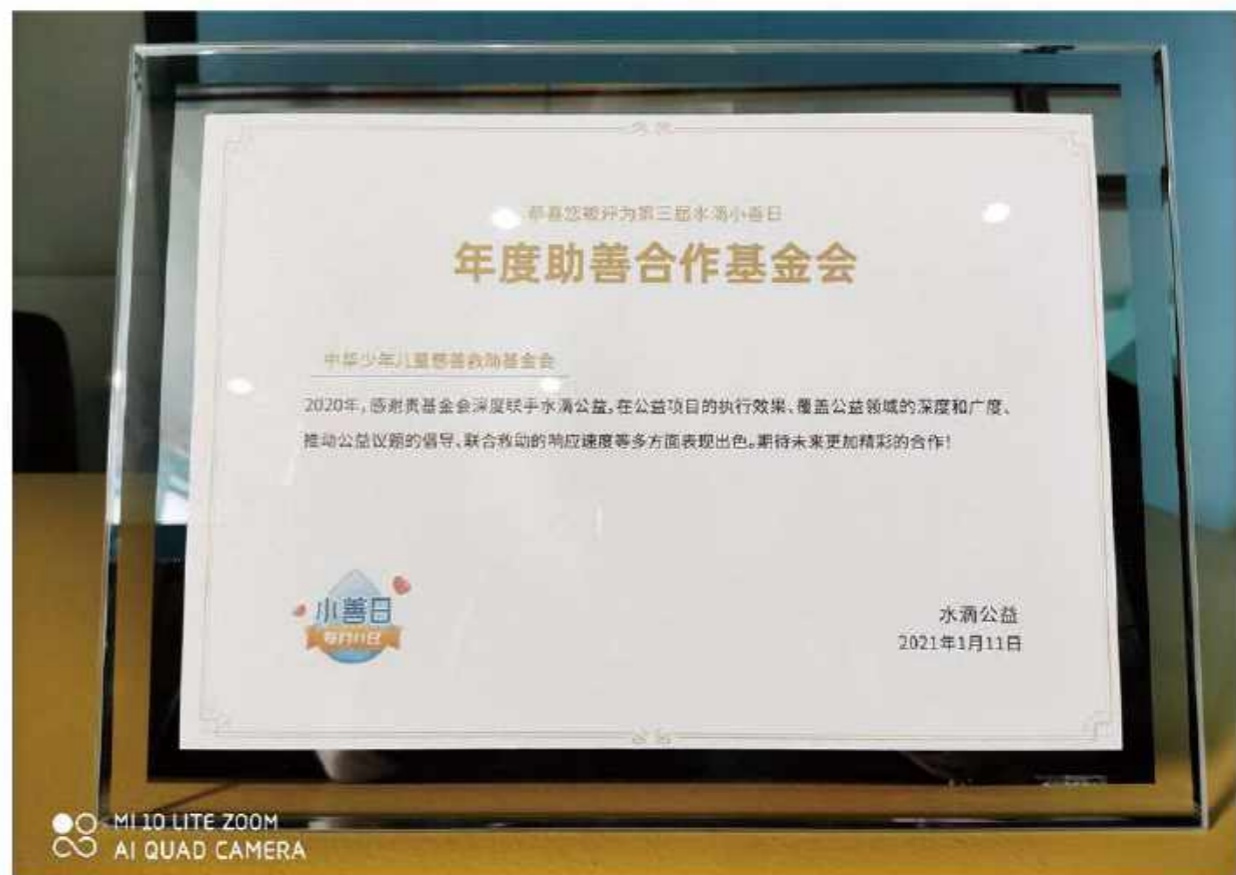 恭喜您被评为第三届水滴小善日
年度助善合作基金会
中华少年儿童慈善救助基金会
2020年，感谢贵基金会深度联手水滴公益，在公益项目的执行效果、覆盖公益领域的深度和广度、
推动公益议题的倡导、联合救助的响应速度等多方面表现出色。期待未来更加精彩的合作！
小善日
每月11日
水滴公益
2021年1月11日
MI 10 LITE ZOOM
AI QUAD CAMERA